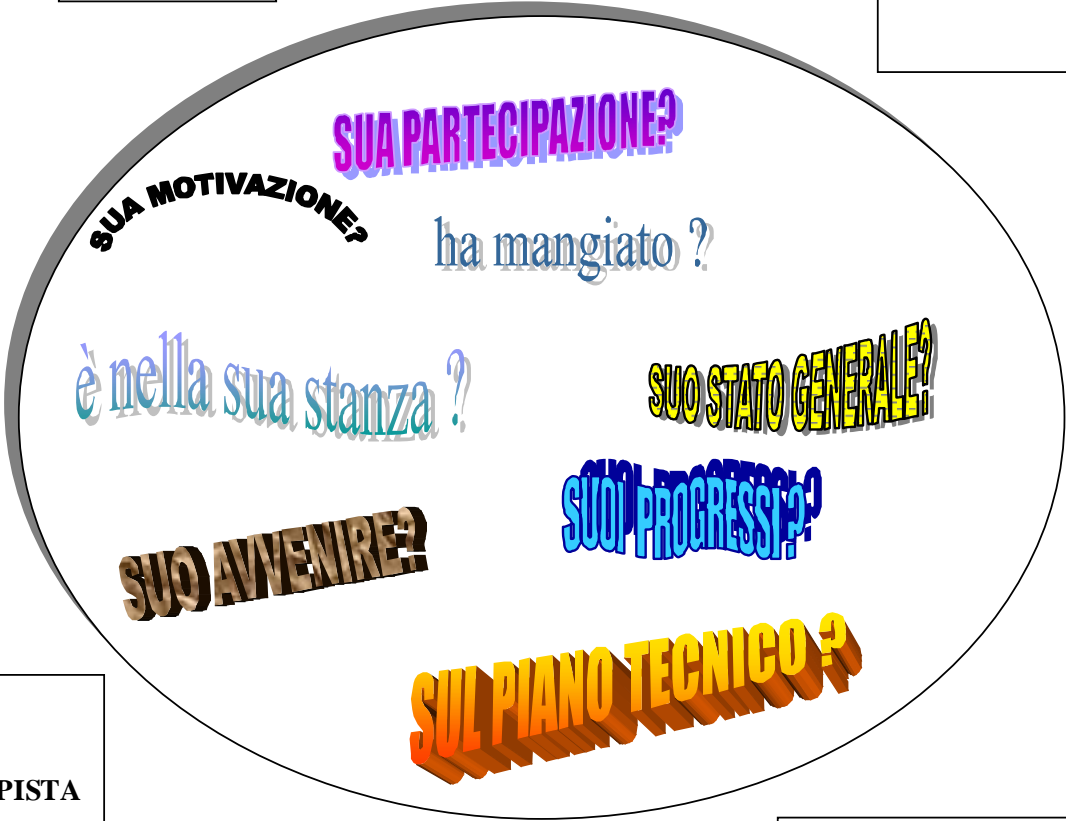 SUA PARTECIPAZIONE?
SUA MOTIVAZIONE?
ha mangiato ?
è nella sua stanza ?
SUO STATO GENERALE?
SUOI PROGRESSI ?
SUO AVVENIRE?
SUL PIANO TECNICO ?
PISTA